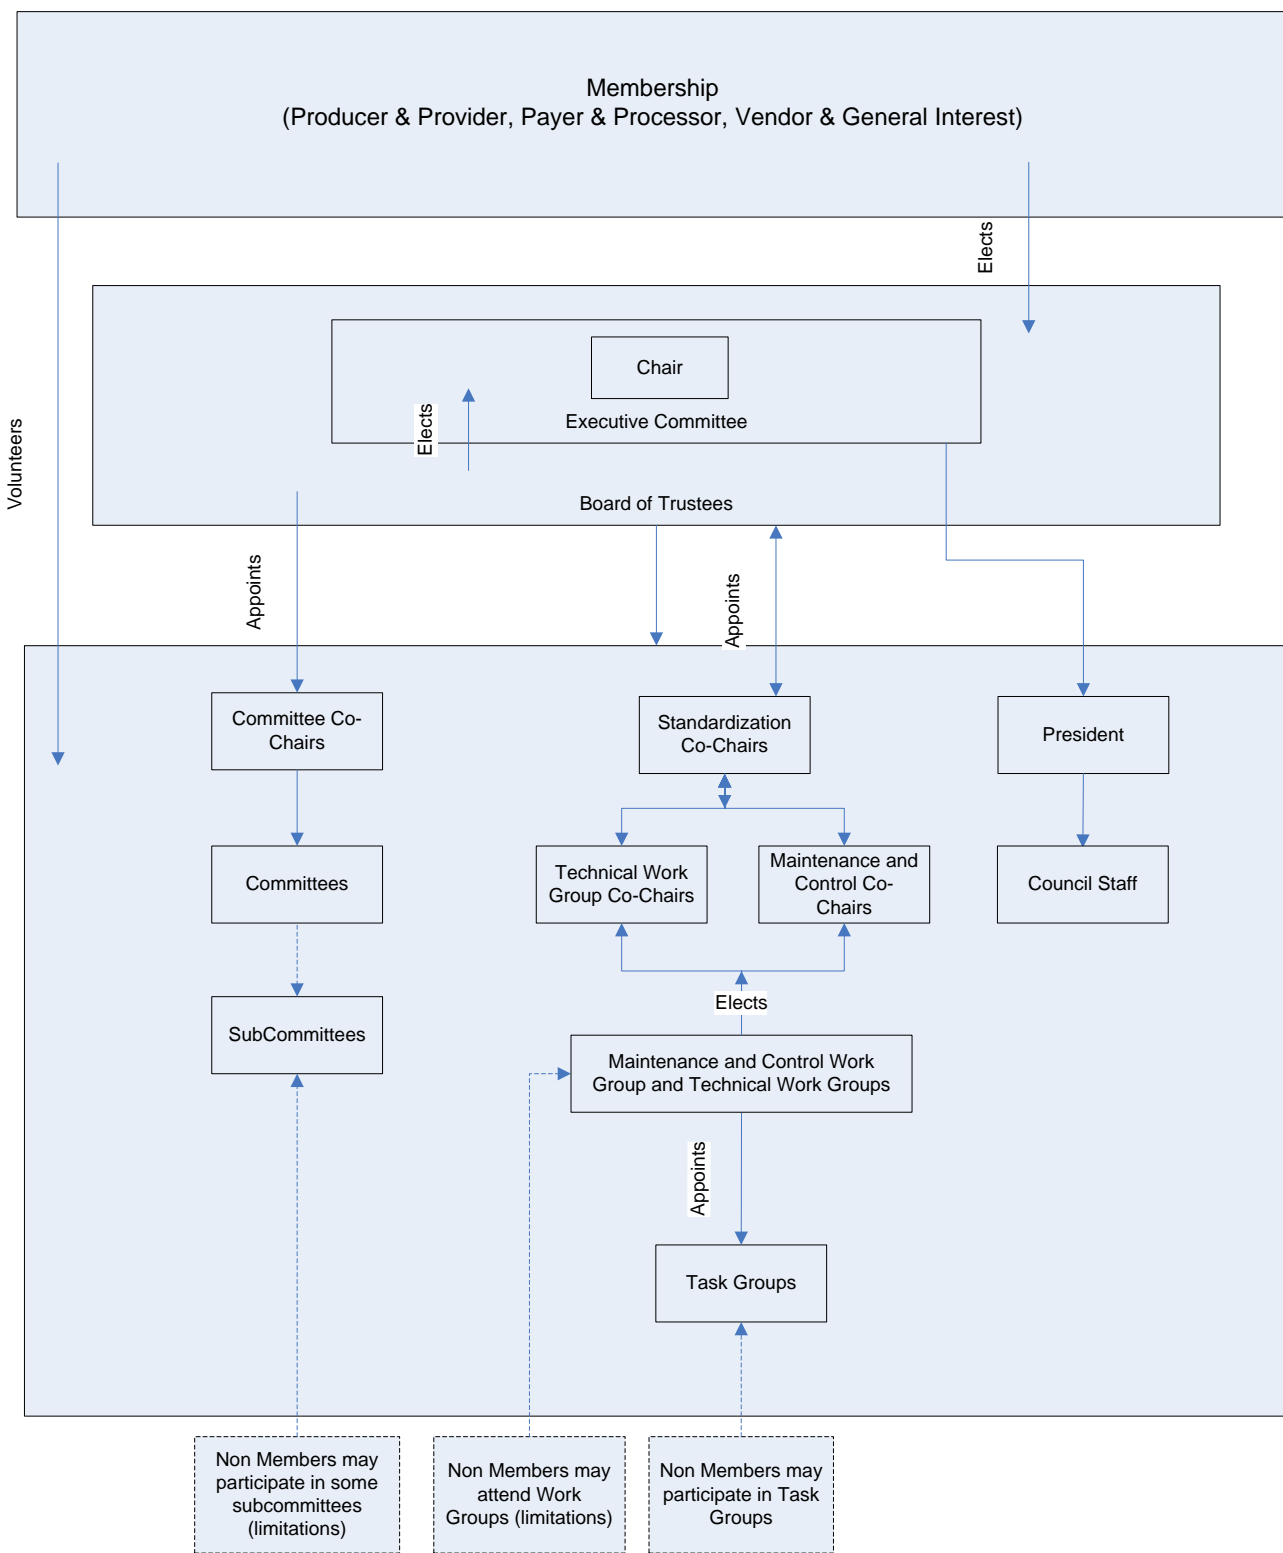 Membership
(Producer & Provider, Payer & Processor, Vendor & General Interest)
Elects
Chair
Elects
Executive Committee
Volunteers
Board of Trustees
Appoints
Appoints
Committee Co-
Chairs
Standardization
Co-Chairs
President
Committees
Technical Work
Group Co-Chairs
Maintenance and
Control Co-
Chairs
Council Staff
Elects
SubCommittees
Maintenance and Control Work
Group and Technical Work Groups
Appoints
Task Groups
Non Members may
participate in some
subcommittees
(limitations)
Non Members may
attend Work
Groups (limitations)
Non Members may
participate in Task
Groups